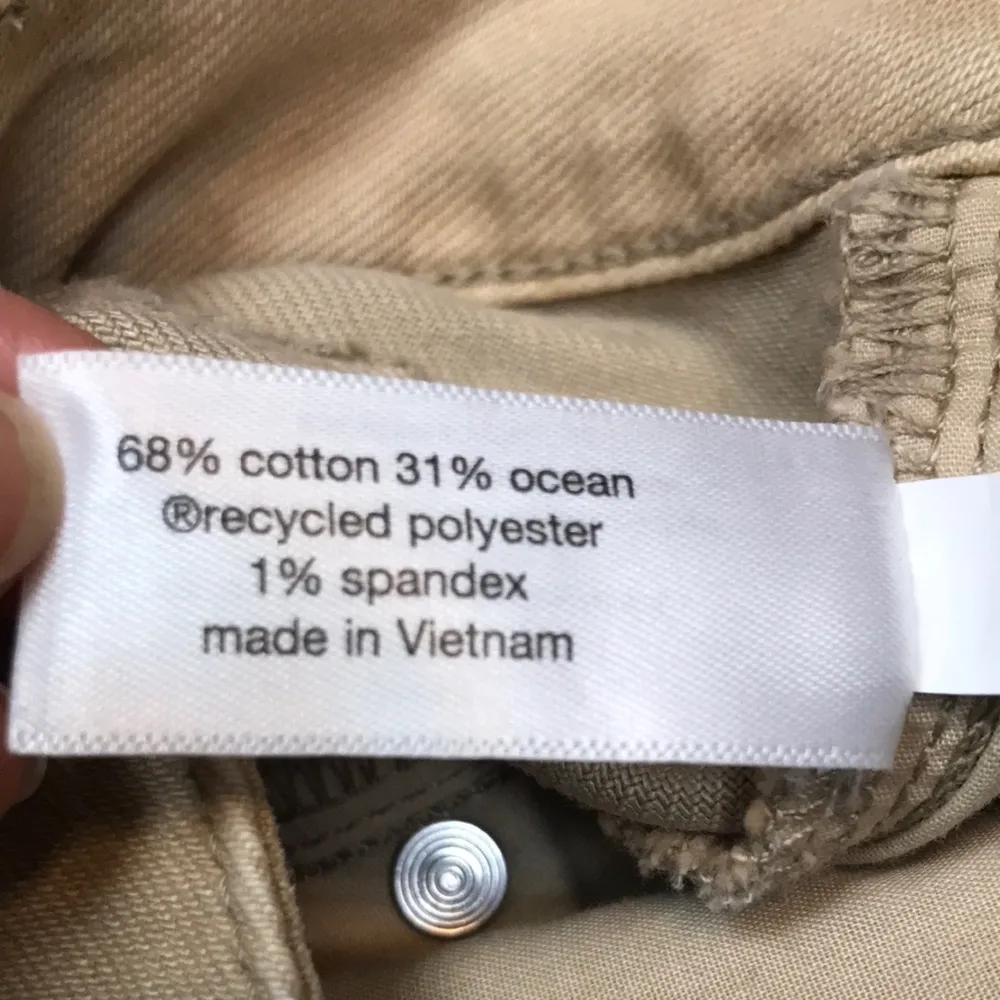 68% cotton 31% ocean
®recycled polyester
1% spandex
made in Vietnam